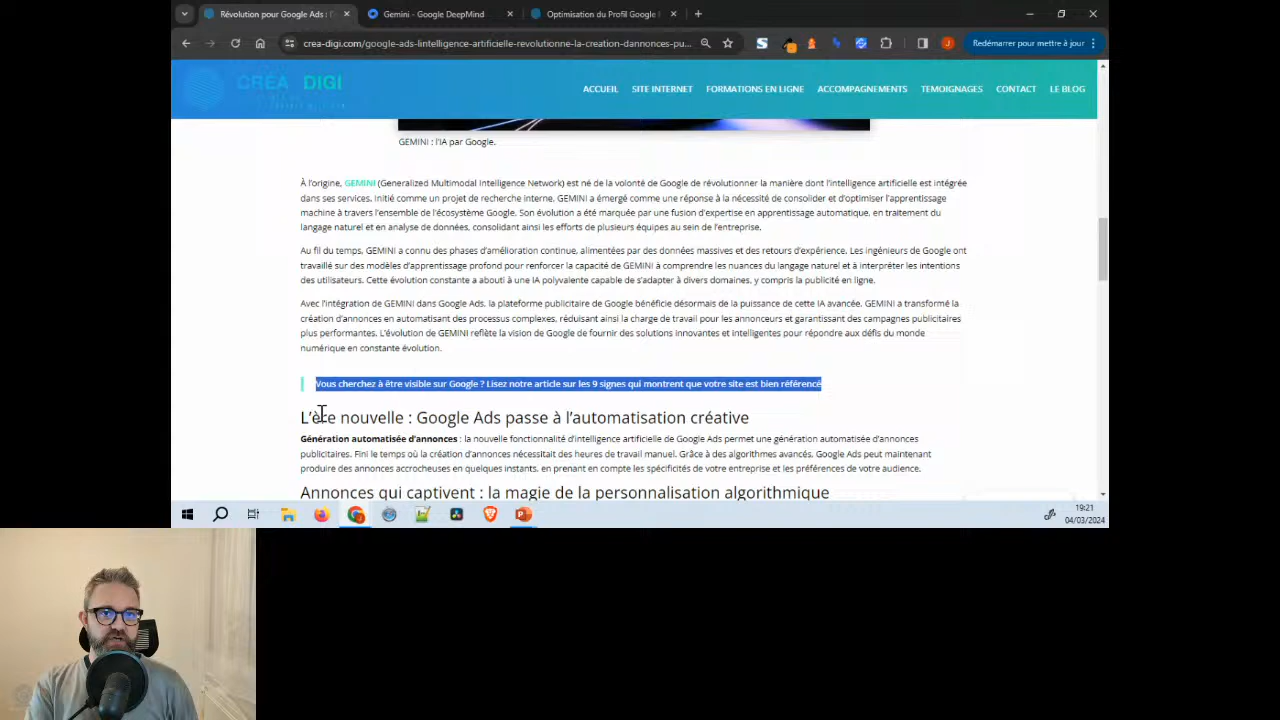 Révolution pour Google Ads : 
Gemini - Google DeepMind
Optimisation du Profil Google
crea-digi.com/google-ads-lintelligence-artificielle-revolutionne-la-creation-dannonces-pu...
Redémarrer pour mettre à jour
CRÉA DIGI
ACCUEIL
SITE INTERNET
FORMATIONS EN LIGNE
ACCOMPAGNEMENTS
TEMOIGNAGES
CONTACT
LE BLOG
GEMINI : l'IA par Google.
À l'origine, GEMINI (Generalized Multimodal Intelligence Network) est né de la volonté de Google de révolutionner la manière dont l'intelligence artificielle est intégrée
dans ses services. Initié comme un projet de recherche interne, GEMINI a émergé comme une réponse à la nécessité de consolider et d'optimiser l'apprentissage
machine à travers l'ensemble de l'écosystème Google. Son évolution a été marquée par une fusion d'expertise en apprentissage automatique, en traitement du
langage naturel et en analyse de données, consolidant ainsi les efforts de plusieurs équipes au sein de l'entreprise.
Au fil du temps, GEMINI a connu des phases d'amélioration continue, alimentées par des données massives et des retours d'expérience. Les ingénieurs de Google ont
travaillé sur des modèles d'apprentissage profond pour renforcer la capacité de GEMINI à comprendre les nuances du langage naturel et à interpréter les intentions
des utilisateurs. Cette évolution constante a abouti à une IA polyvalente capable de s'adapter à divers domaines, y compris la publicité en ligne.
Avec l'intégration de GEMINI dans Google Ads, la plateforme publicitaire de Google bénéficie désormais de la puissance de cette IA avancée. GEMINI a transformé la
création d'annonces en automatisant des processus complexes, réduisant ainsi la charge de travail pour les annonceurs et garantissant des campagnes publicitaires
plus performantes. L'évolution de GEMINI reflète la vision de Google de fournir des solutions innovantes et intelligentes pour répondre aux défis du monde
numérique en constante évolution.
Vous cherchez à être visible sur Google ? Lisez notre article sur les 9 signes qui montrent que votre site est bien référencé
L'ère nouvelle : Google Ads passe à l'automatisation créative
Génération automatisée d'annonces : la nouvelle fonctionnalité d'intelligence artificielle de Google Ads permet une génération automatisée d'annonces
publicitaires. Fini le temps où la création d'annonces nécessitait des heures de travail manuel. Grâce à des algorithmes avancés, Google Ads peut maintenant
produire des annonces accrocheuses en quelques instants, en prenant en compte les spécificités de votre entreprise et les préférences de votre audience.
Annonces qui captivent : la magie de la personnalisation algorithmique
19:21
04/03/2024